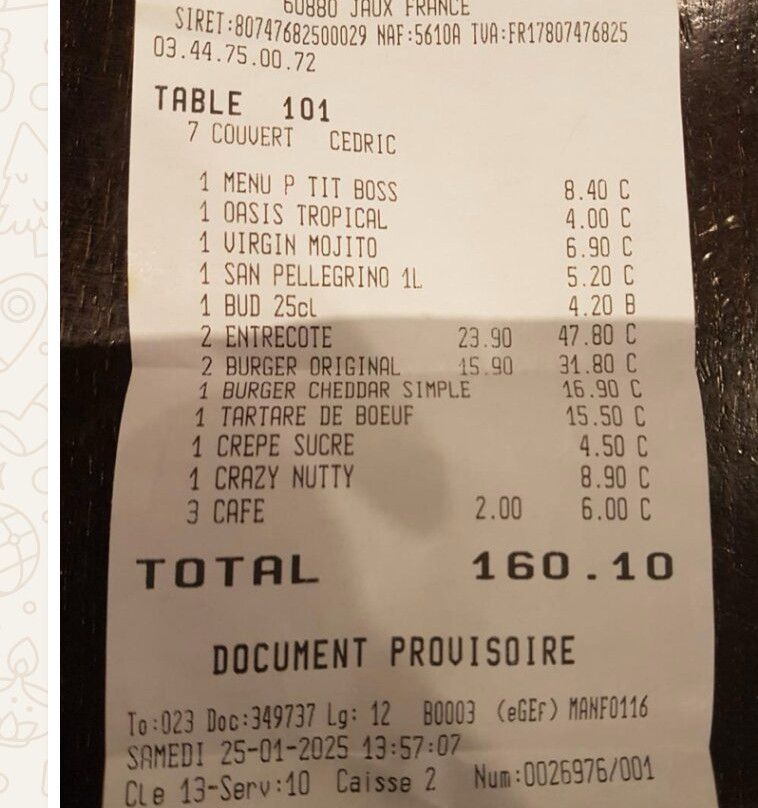 60880 JAUX FRANCE
SIRET:80747682500029 NAF:5610A TVA:FR17807476825
03.44.75.00.72
TABLE 101
7 COUVERT CEDRIC
1 MENU P TIT BOSS 8.40 C
1 OASIS TROPICAL 4.00 C
1 VIRGIN MOJITO 6.90 C
1 SAN PELLEGRINO 1L 5.20 C
1 BUD 25cl 4.20 B
2 ENTRECOTE 23.90 47.80 C
2 BURGER ORIGINAL 15.90 31.80 C
1 BURGER CHEDDAR SIMPLE 16.90 C
1 TARTARE DE BOEUF 15.50 C
1 CREPE SUCRE 4.50 C
1 CRAZY NUTTY 8.90 C
3 CAFE 2.00 6.00 C
TOTAL 160.10
DOCUMENT PROVISOIRE
To:023 Doc:349737 Lg: 12 B0003 (eGEf) MANF0116
SAMEDI 25-01-2025 13:57:07
Cle 13-Serv:10 Caisse 2 Num:0026976/001